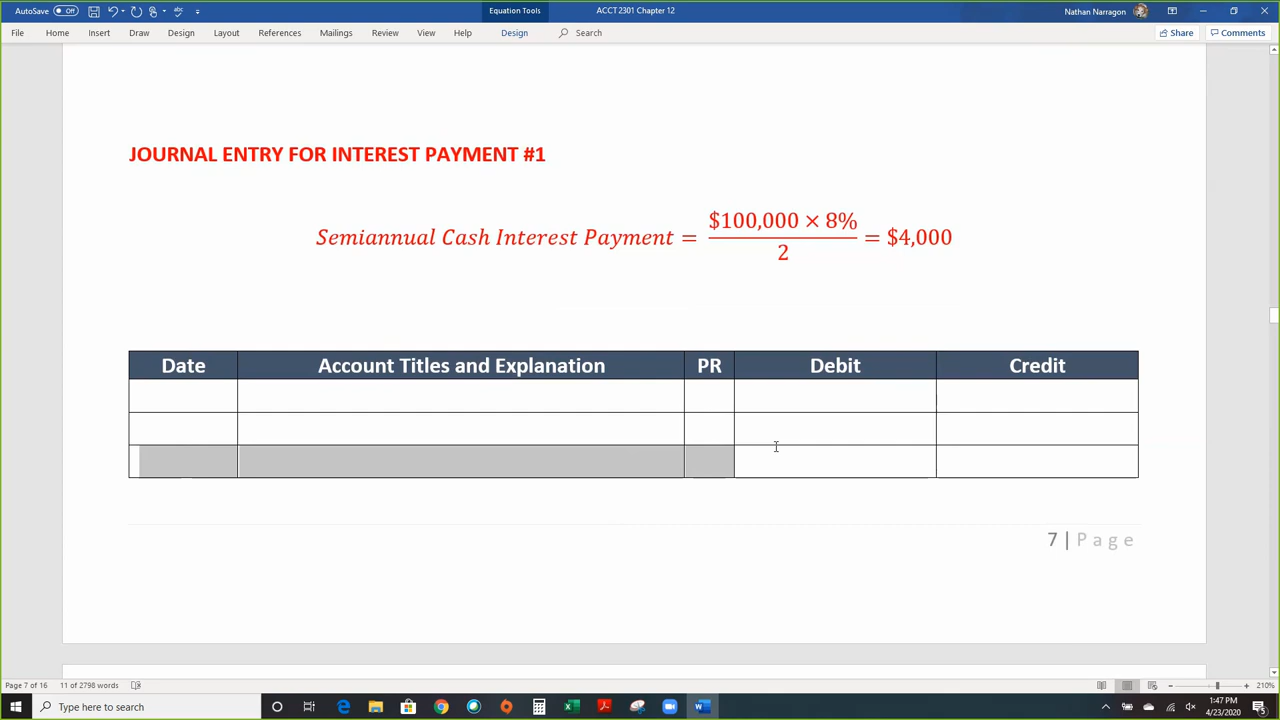 AutoSave Off
Equation Tools
ACCT 2301 Chapter 12
Nathan Narragon
File Home Insert Draw Design Layout References Mailings Review View Help Design Search Share Comments
JOURNAL ENTRY FOR INTEREST PAYMENT #1
Semiannual Cash Interest Payment = $100,000 × 8% / 2 = $4,000
Date Account Titles and Explanation PR Debit Credit
7 | Page
Page 7 of 16 11 of 2798 words 210%
Type here to search
1:47 PM
4/23/2020
5